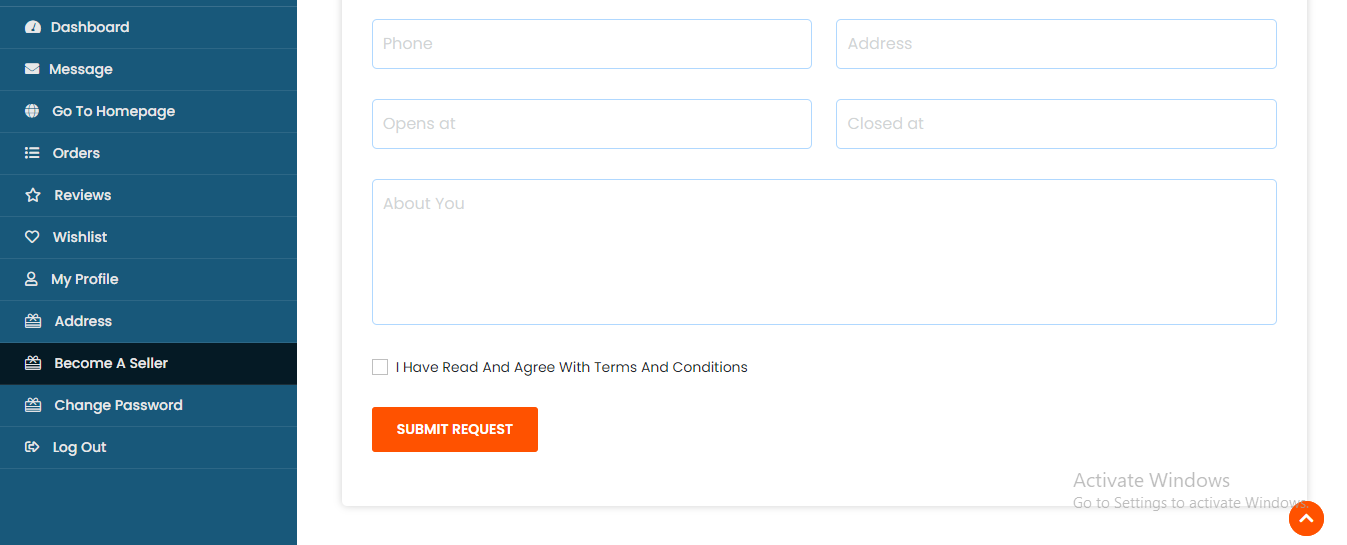 Dashboard
Message
Go To Homepage
Orders
Reviews
Wishlist
My Profile
Address
Become A Seller
Change Password
Log Out
Phone
Address
Opens at
Closed at
About You
I Have Read And Agree With Terms And Conditions
SUBMIT REQUEST
Activate Windows
Go to Settings to activate Windows.